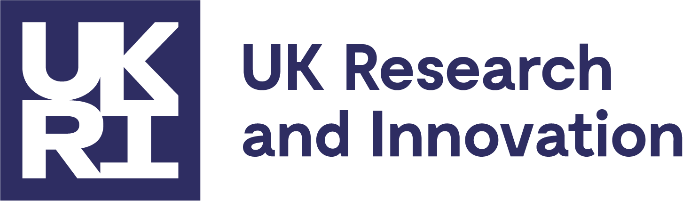 UK
RI
UK Research
and Innovation